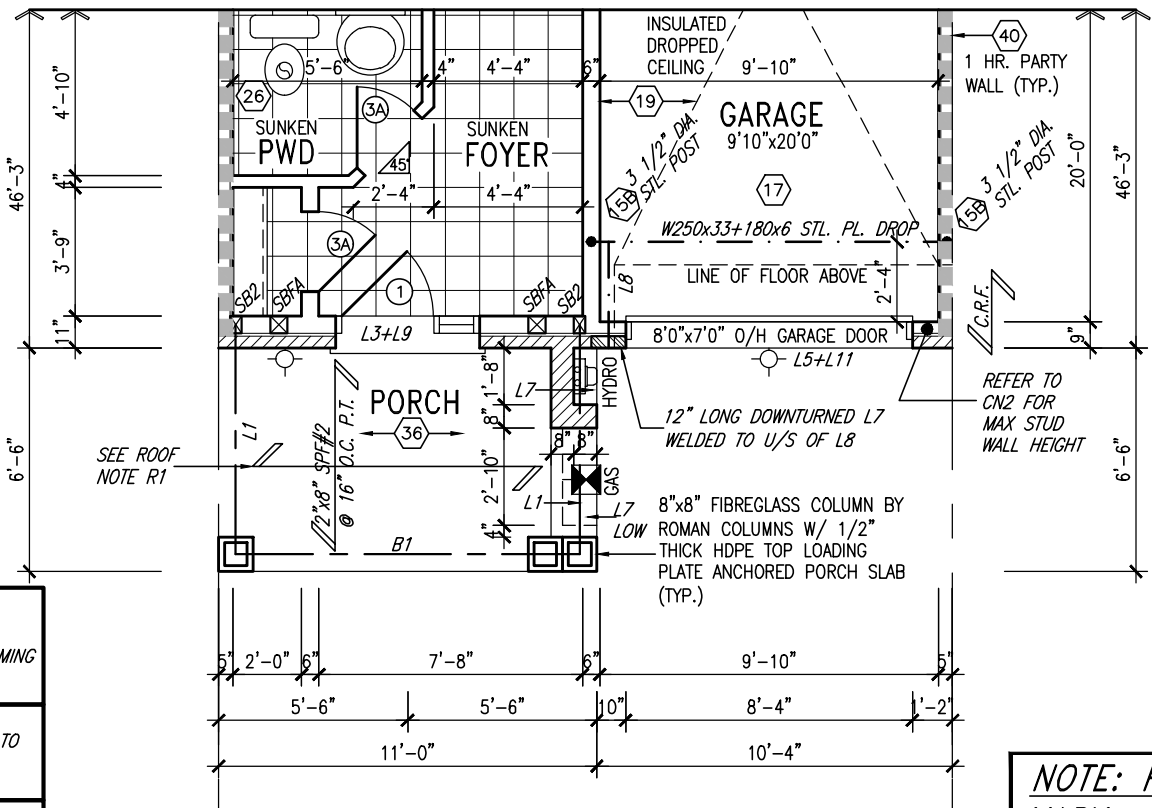 INSULATED
DROPPED
CEILING
40
1 HR. PARTY
WALL (TYP.)
5'-6"
4"
4'-4"
6"
9'-10"
26
3A
19
GARAGE
9'10"x20'0"
SUNKEN
PWD
SUNKEN
FOYER
45°
3 1/2" DIA.
STL. POST
15B
17
3 1/2" DIA.
STL. POST
15B
2'-4"
4'-4"
W250x33+180x6 STL. PL. DROP
3A
LINE OF FLOOR ABOVE
L8
2'-4"
C.R.F.
SB2
SBFA
1
SBFA
SB2
L3+L9
8'0"x7'0" O/H GARAGE DOOR
L5+L11
4'-10"
4"
46'-3"
3'-9"
11"
6'-6"
20'-0"
46'-3"
9"
6'-6"
PORCH
36
L1
2"x8" SPF#2
@ 16" O.C. P.T.
1'-8"
8"
2'-10"
4"
L7
HYDRO
8"
8"
GAS
L1
L7
LOW
B1
SEE ROOF
NOTE R1
12" LONG DOWNTURNED L7
WELDED TO U/S OF L8
REFER TO
CN2 FOR
MAX STUD
WALL HEIGHT
8"x8" FIBREGLASS COLUMN BY
ROMAN COLUMNS W/ 1/2"
THICK HDPE TOP LOADING
PLATE ANCHORED PORCH SLAB
(TYP.)
MING
TO
5"
2'-0"
6"
7'-8"
6"
9'-10"
5"
5'-6"
5'-6"
10"
8'-4"
1'-2"
11'-0"
10'-4"
NOTE: